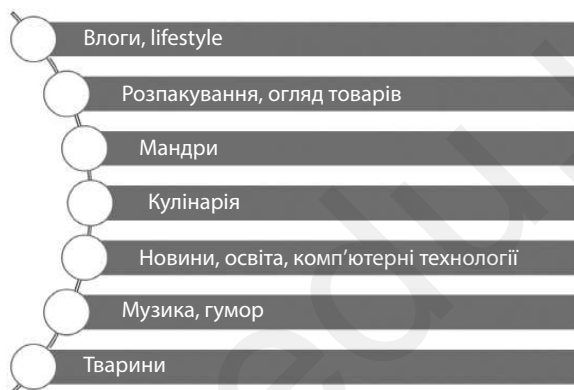 Влоги, lifestyle
Розпакування, огляд товарів
Мандри
Кулінарія
Новини, освіта, комп'ютерні технології
Музика, гумор
Тварини